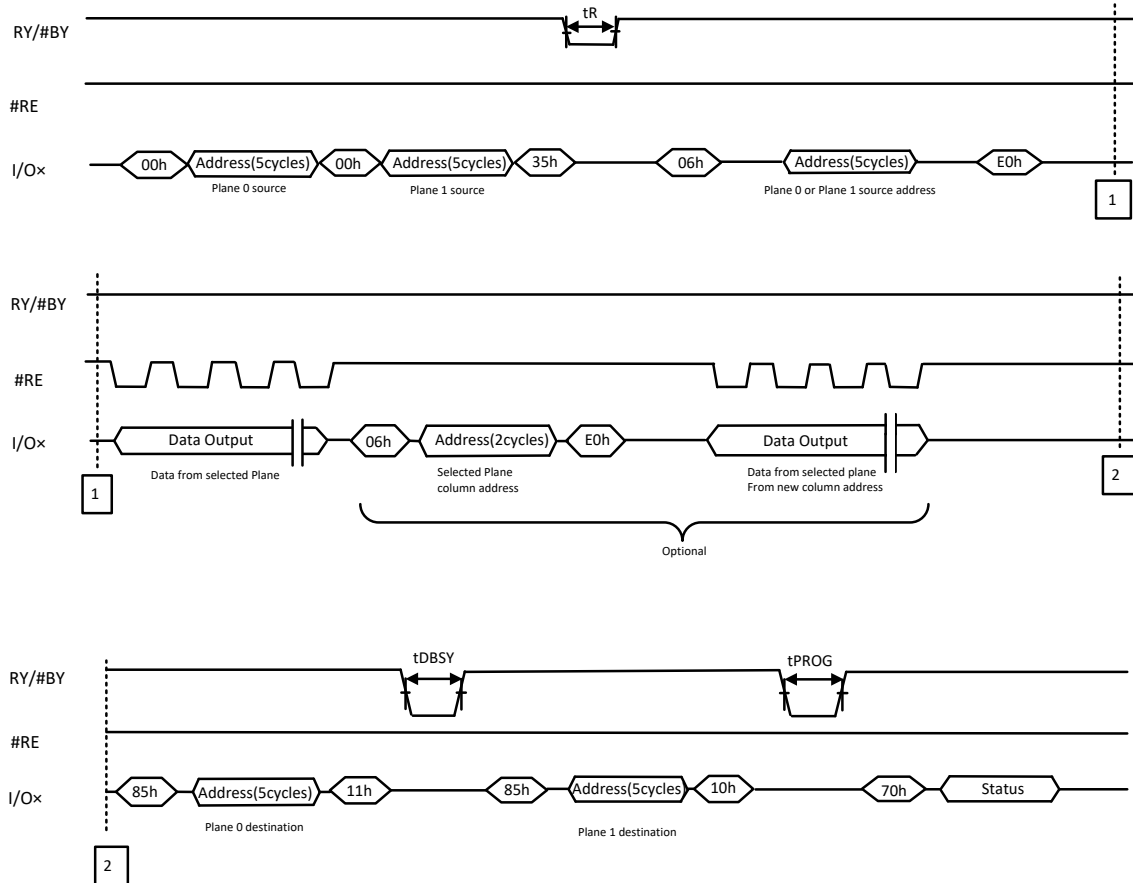 tR
RY/#BY
#RE
I/O×
00h
Address(5cycles)
00h
Address(5cycles)
35h
06h
Address(5cycles)
E0h
Plane 0 source
Plane 1 source
Plane 0 or Plane 1 source address
1
RY/#BY
#RE
I/O×
Data Output
06h
Address(2cycles)
E0h
Data Output
Data from selected Plane
Selected Plane
column address
Data from selected plane
From new column address
1
2
Optional
tDBSY
tPROG
RY/#BY
#RE
I/O×
85h
Address(5cycles)
11h
85h
Address(5cycles
10h
70h
Status
Plane 0 destination
Plane 1 destination
2